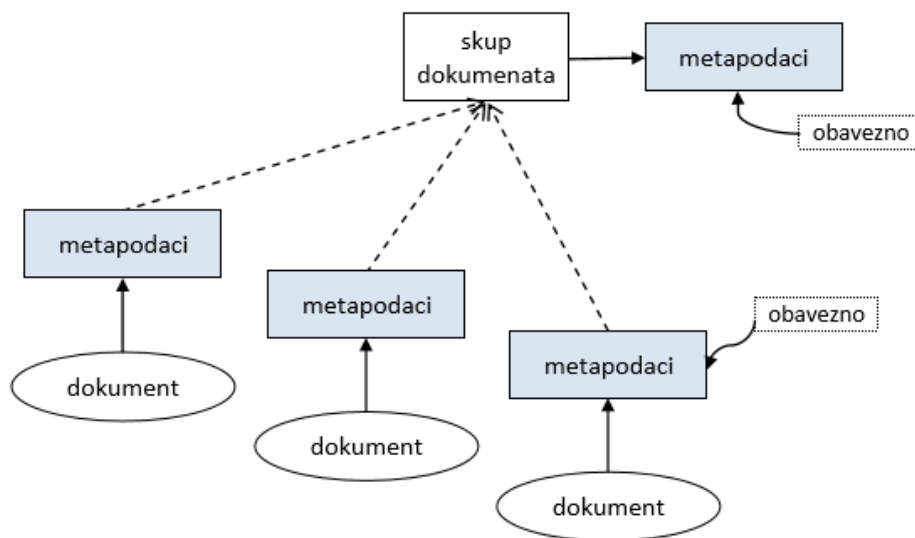 skup
dokumenata
metapodaci
obavezno
metapodaci
metapodaci
obavezno
metapodaci
dokument
dokument
dokument